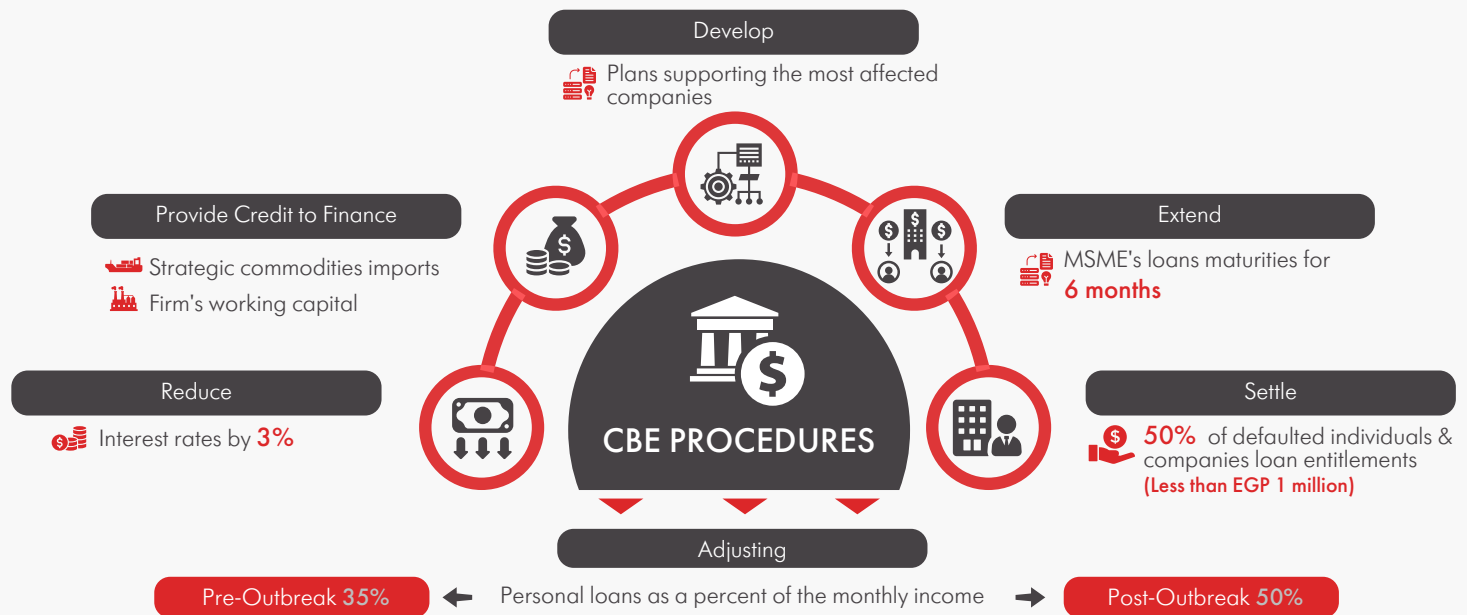 Develop
Plans supporting the most affected
companies
Provide Credit to Finance
Strategic commodities imports
Firm's working capital
Extend
MSME's loans maturities for
6 months
Reduce
Interest rates by 3%
CBE PROCEDURES
Settle
50% of defaulted individuals &
companies loan entitlements
(Less than EGP 1 million)
Adjusting
Pre-Outbreak 35%
Personal loans as a percent of the monthly income
Post-Outbreak 50%